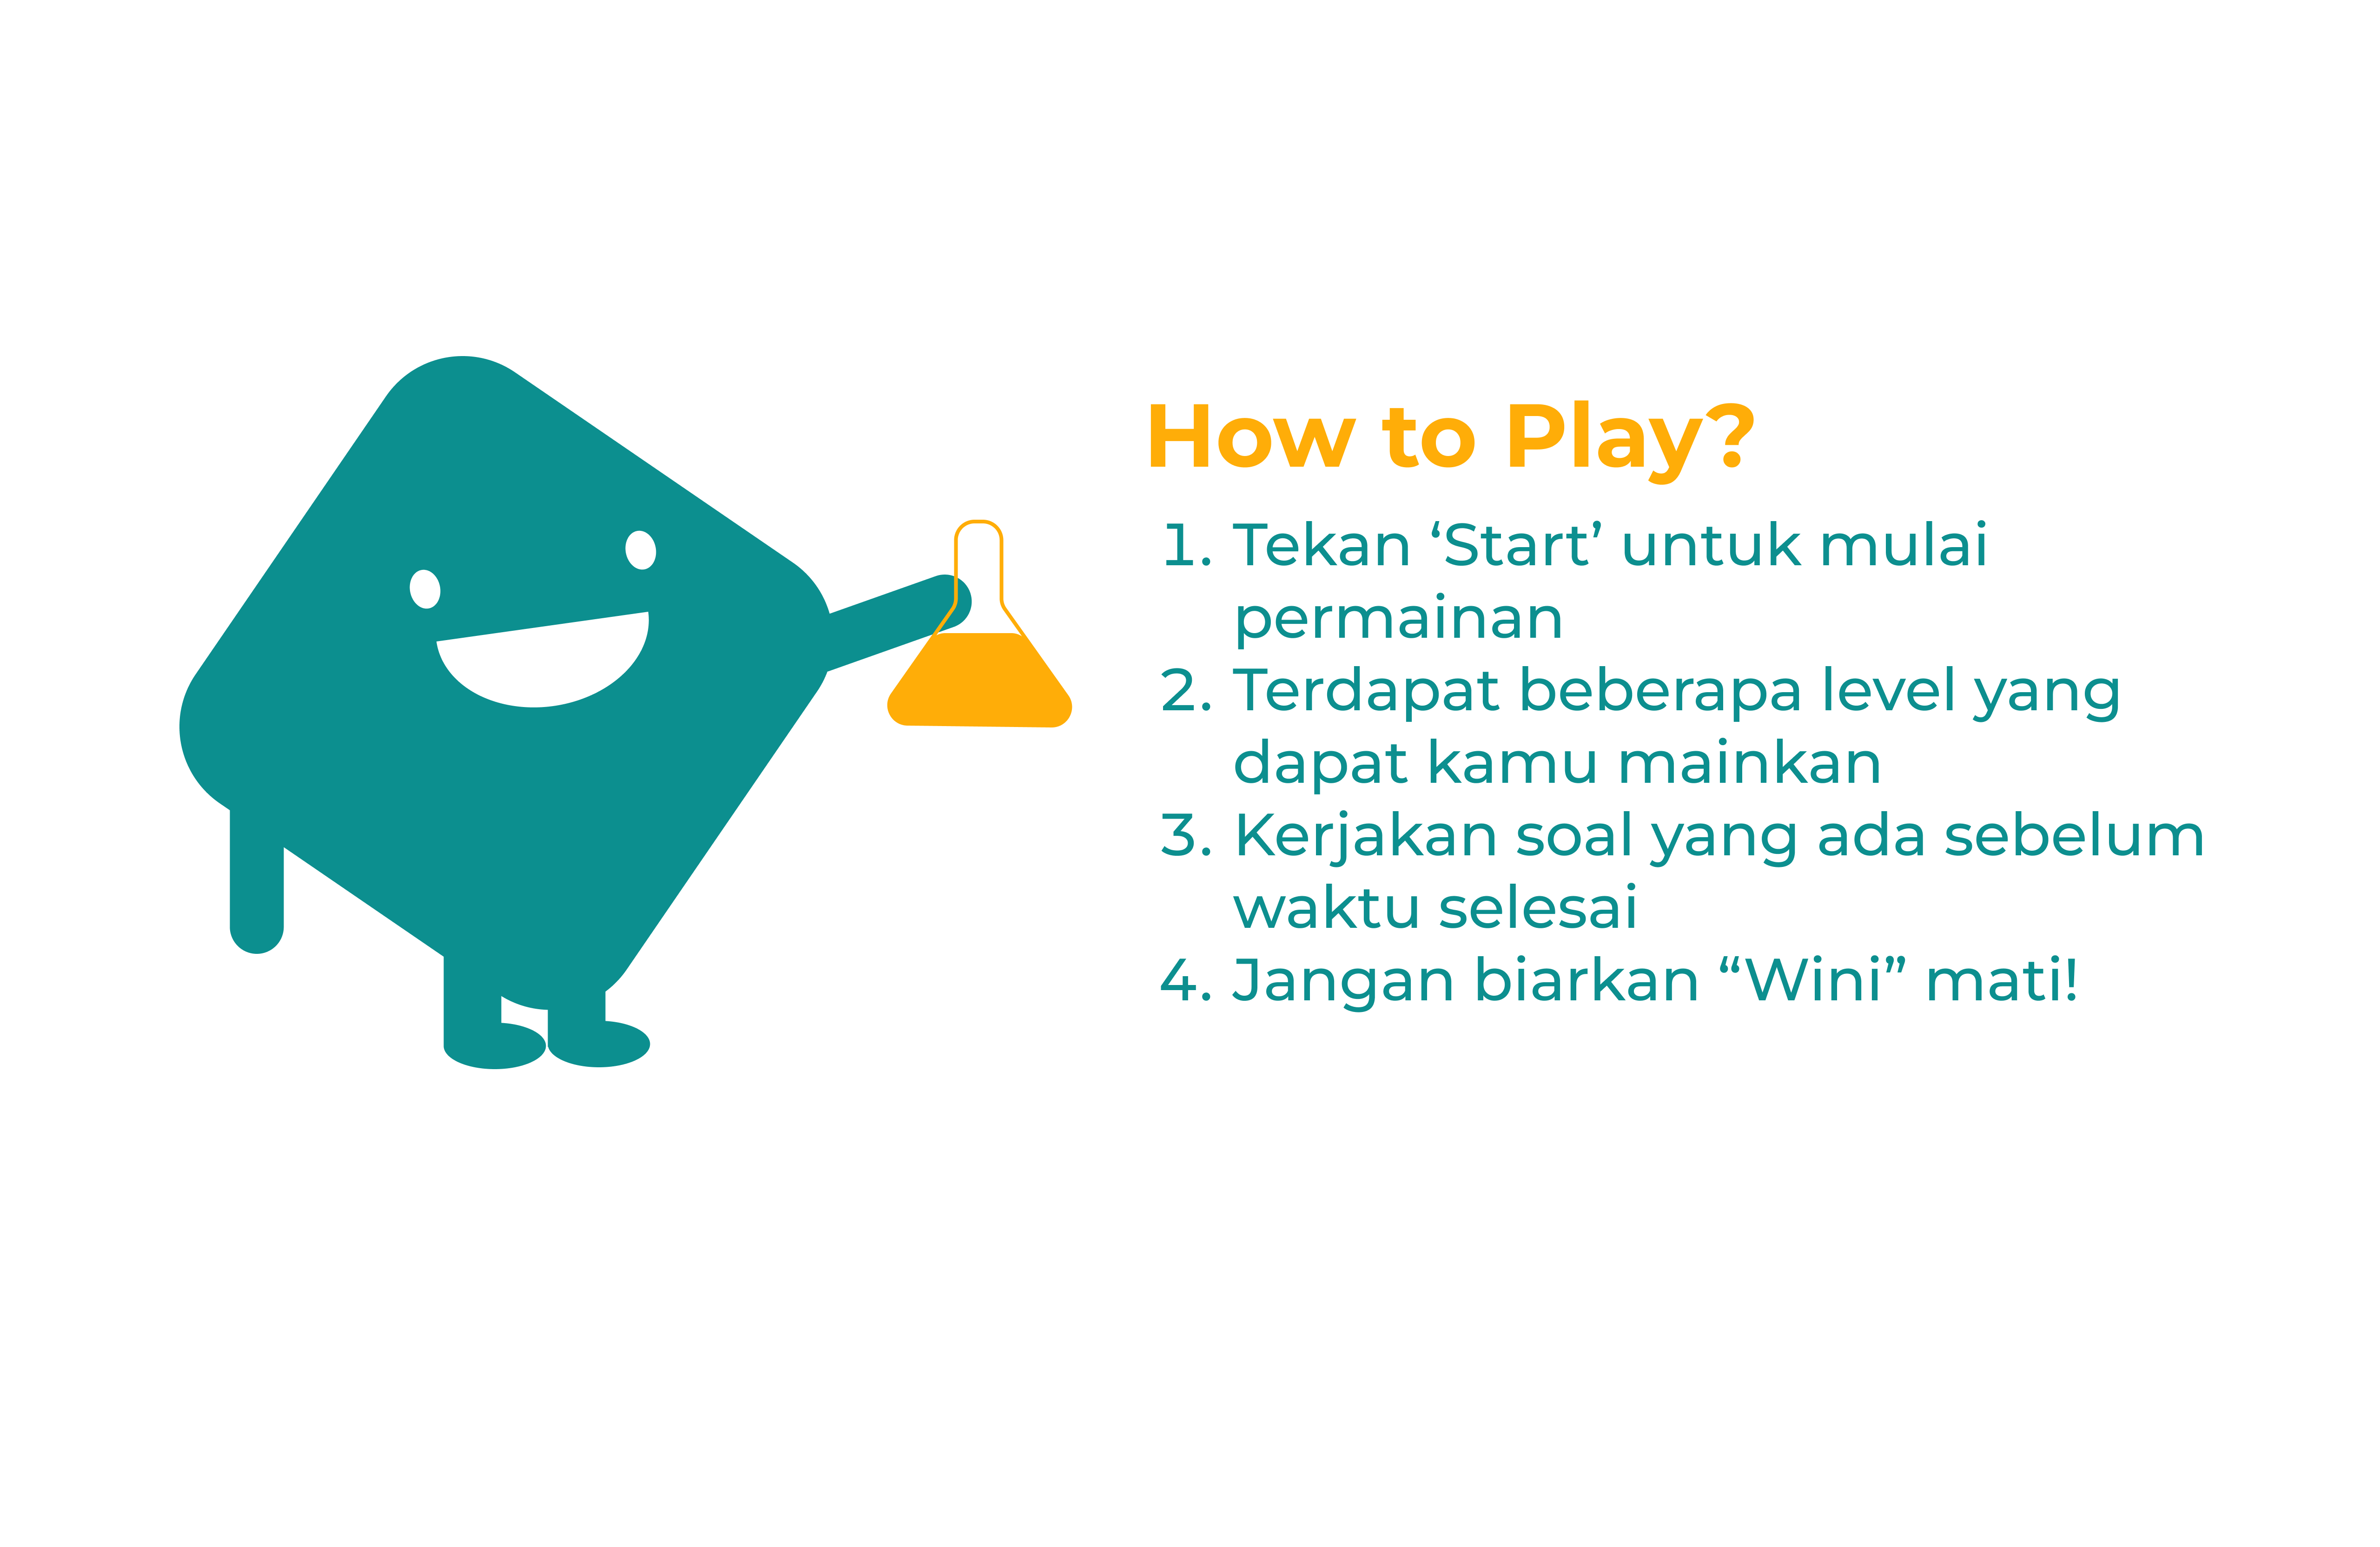 How to Play?
1. Tekan ‘Start’ untuk mulai
permainan
2. Terdapat beberapa level yang
dapat kamu mainkan
3. Kerjakan soal yang ada sebelum
waktu selesai
4. Jangan biarkan “Wini” mati!